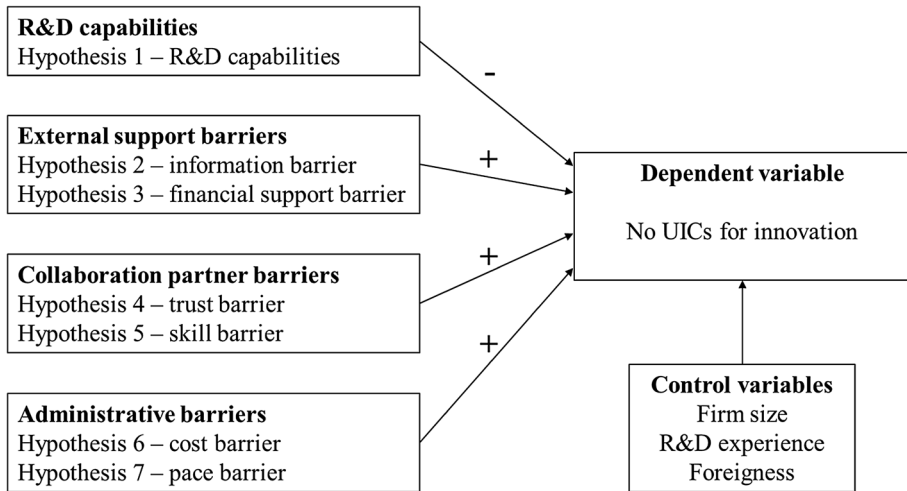 R&D capabilities
Hypothesis 1 – R&D capabilities
-
External support barriers
Hypothesis 2 – information barrier
Hypothesis 3 – financial support barrier
+
Collaboration partner barriers
Hypothesis 4 – trust barrier
Hypothesis 5 – skill barrier
+
Administrative barriers
Hypothesis 6 – cost barrier
Hypothesis 7 – pace barrier
+
Dependent variable
No UICs for innovation
Control variables
Firm size
R&D experience
Foreigness